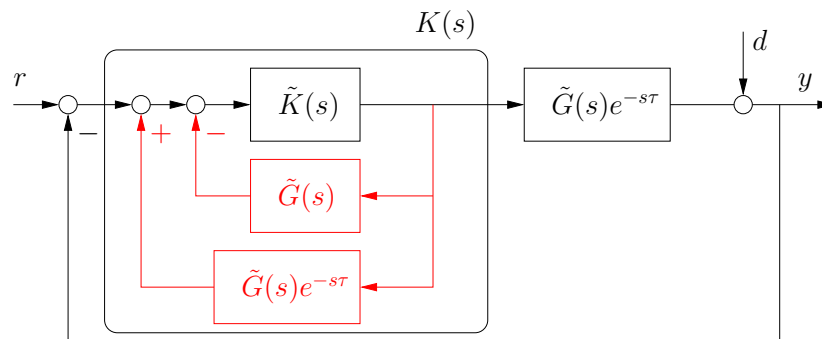 K(s)
r
d
y
K̃(s)
G̃(s)e^{-sτ}
−
+
−
G̃(s)
G̃(s)e^{-sτ}